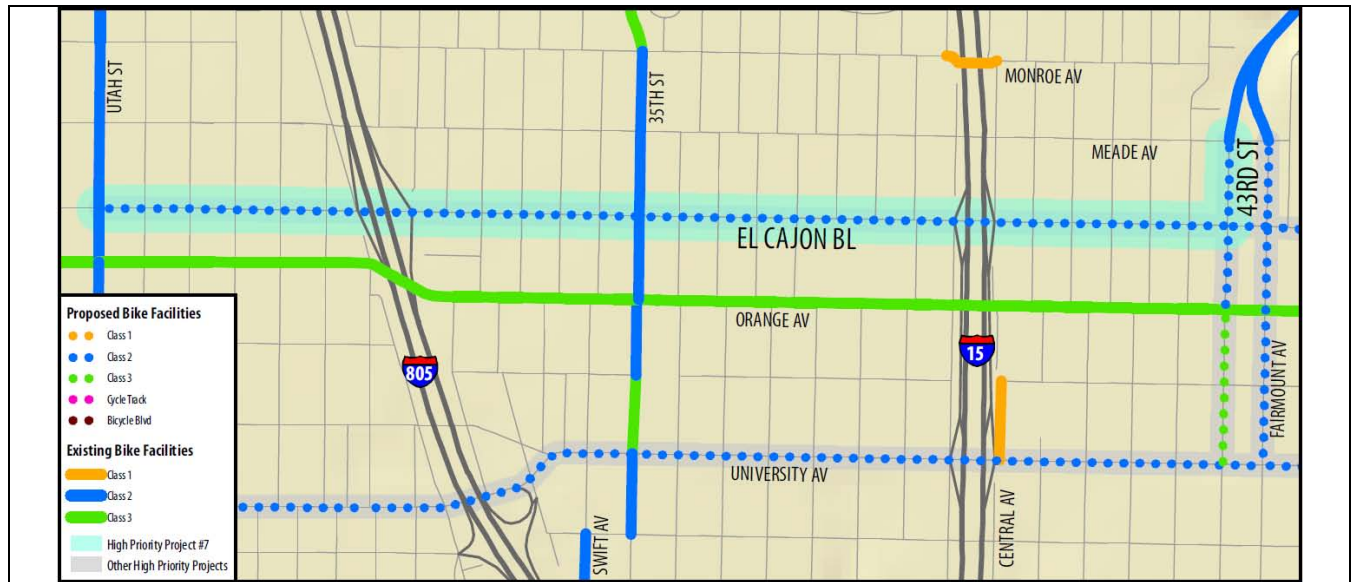 UTAH ST
35TH ST
MONROE AV
MEADE AV
43RD ST
EL CAJON BL
ORANGE AV
805
15
FAIRMOUNT AV
UNIVERSITY AV
SWIFT AV
CENTRAL AV
Proposed Bike Facilities
Class 1
Class 2
Class 3
Cycle Track
Bicycle Blvd
Existing Bike Facilities
Class 1
Class 2
Class 3
High Priority Project #7
Other High Priority Projects